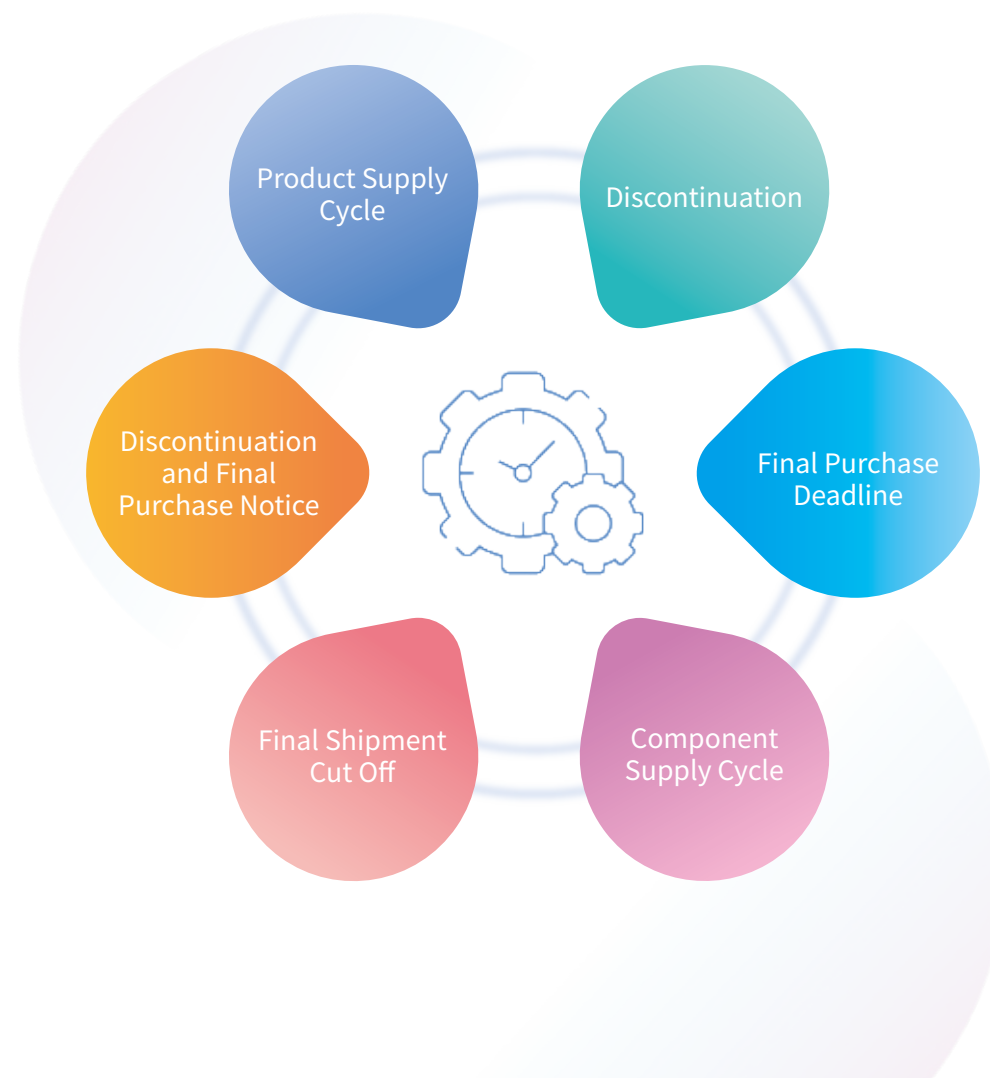 Product Supply
Cycle
Discontinuation
Discontinuation
and Final
Purchase Notice
Final Purchase
Deadline
Final Shipment
Cut Off
Component
Supply Cycle